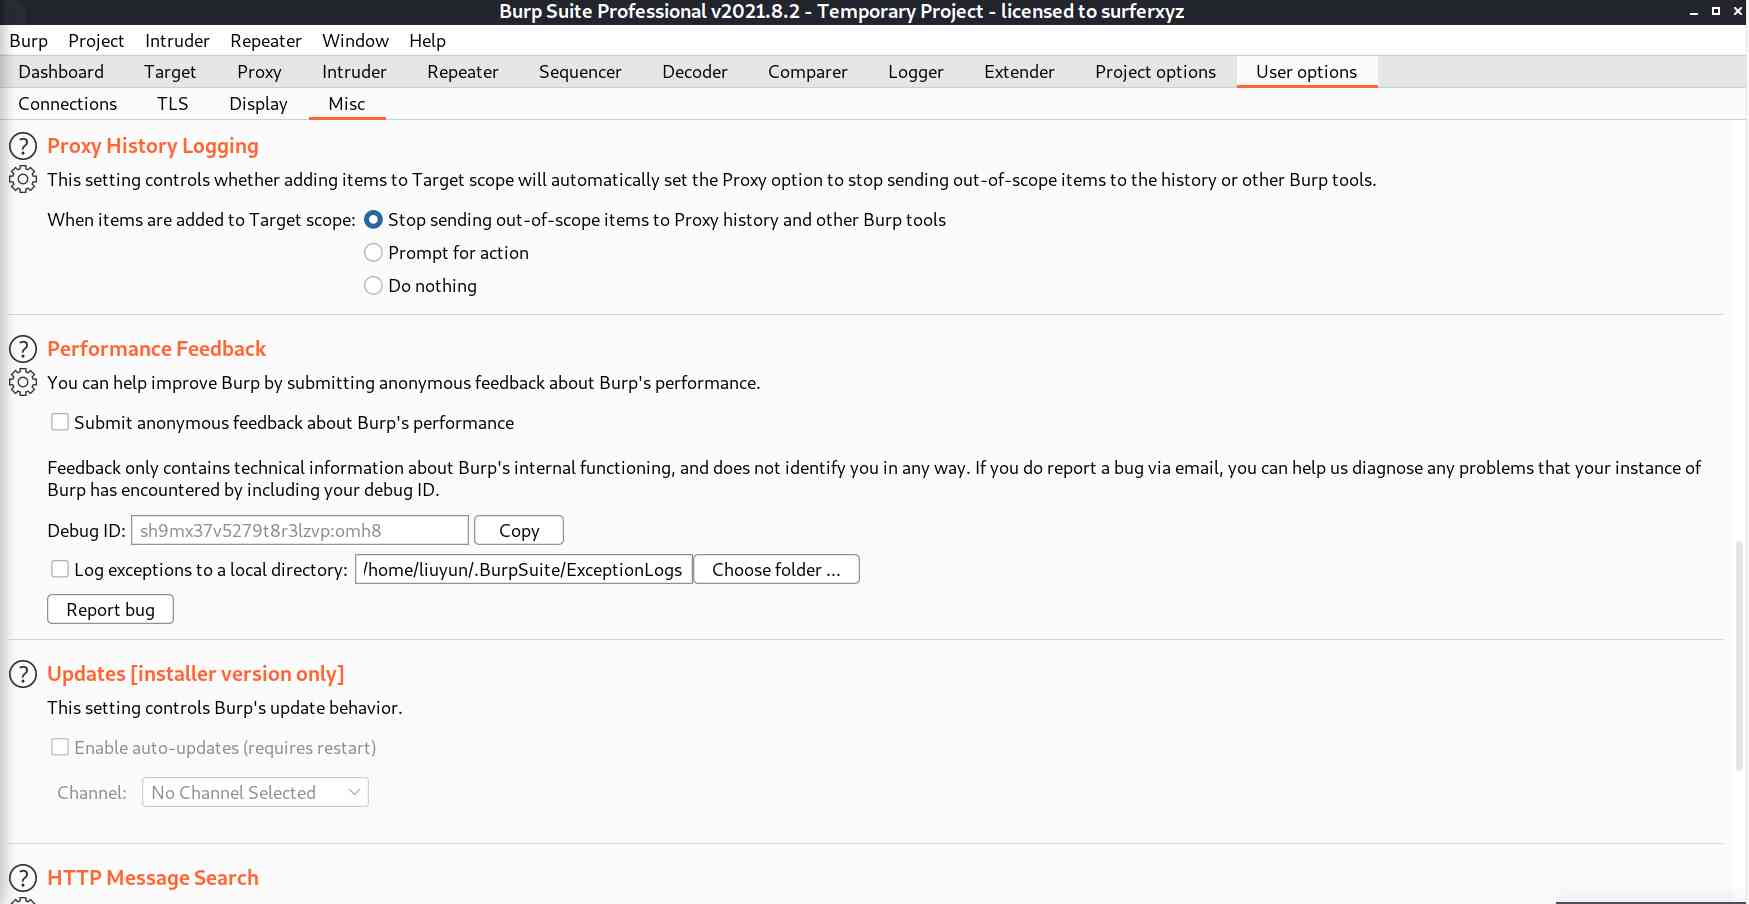 Burp Suite Professional v2021.8.2 - Temporary Project - licensed to surferxyz
Burp Project Intruder Repeater Window Help
Dashboard Target Proxy Intruder Repeater Sequencer Decoder Comparer Logger Extender Project options User options
Connections TLS Display Misc
Proxy History Logging
This setting controls whether adding items to Target scope will automatically set the Proxy option to stop sending out-of-scope items to the history or other Burp tools.
When items are added to Target scope: Stop sending out-of-scope items to Proxy history and other Burp tools
Prompt for action
Do nothing
Performance Feedback
You can help improve Burp by submitting anonymous feedback about Burp's performance.
Submit anonymous feedback about Burp's performance
Feedback only contains technical information about Burp's internal functioning, and does not identify you in any way. If you do report a bug via email, you can help us diagnose any problems that your instance of
Burp has encountered by including your debug ID.
Debug ID: sh9mx37v5279t8r3lzvp:omh8 Copy
Log exceptions to a local directory: /home/liuyun/.BurpSuite/ExceptionLogs Choose folder ...
Report bug
Updates [installer version only]
This setting controls Burp's update behavior.
Enable auto-updates (requires restart)
Channel: No Channel Selected
HTTP Message Search